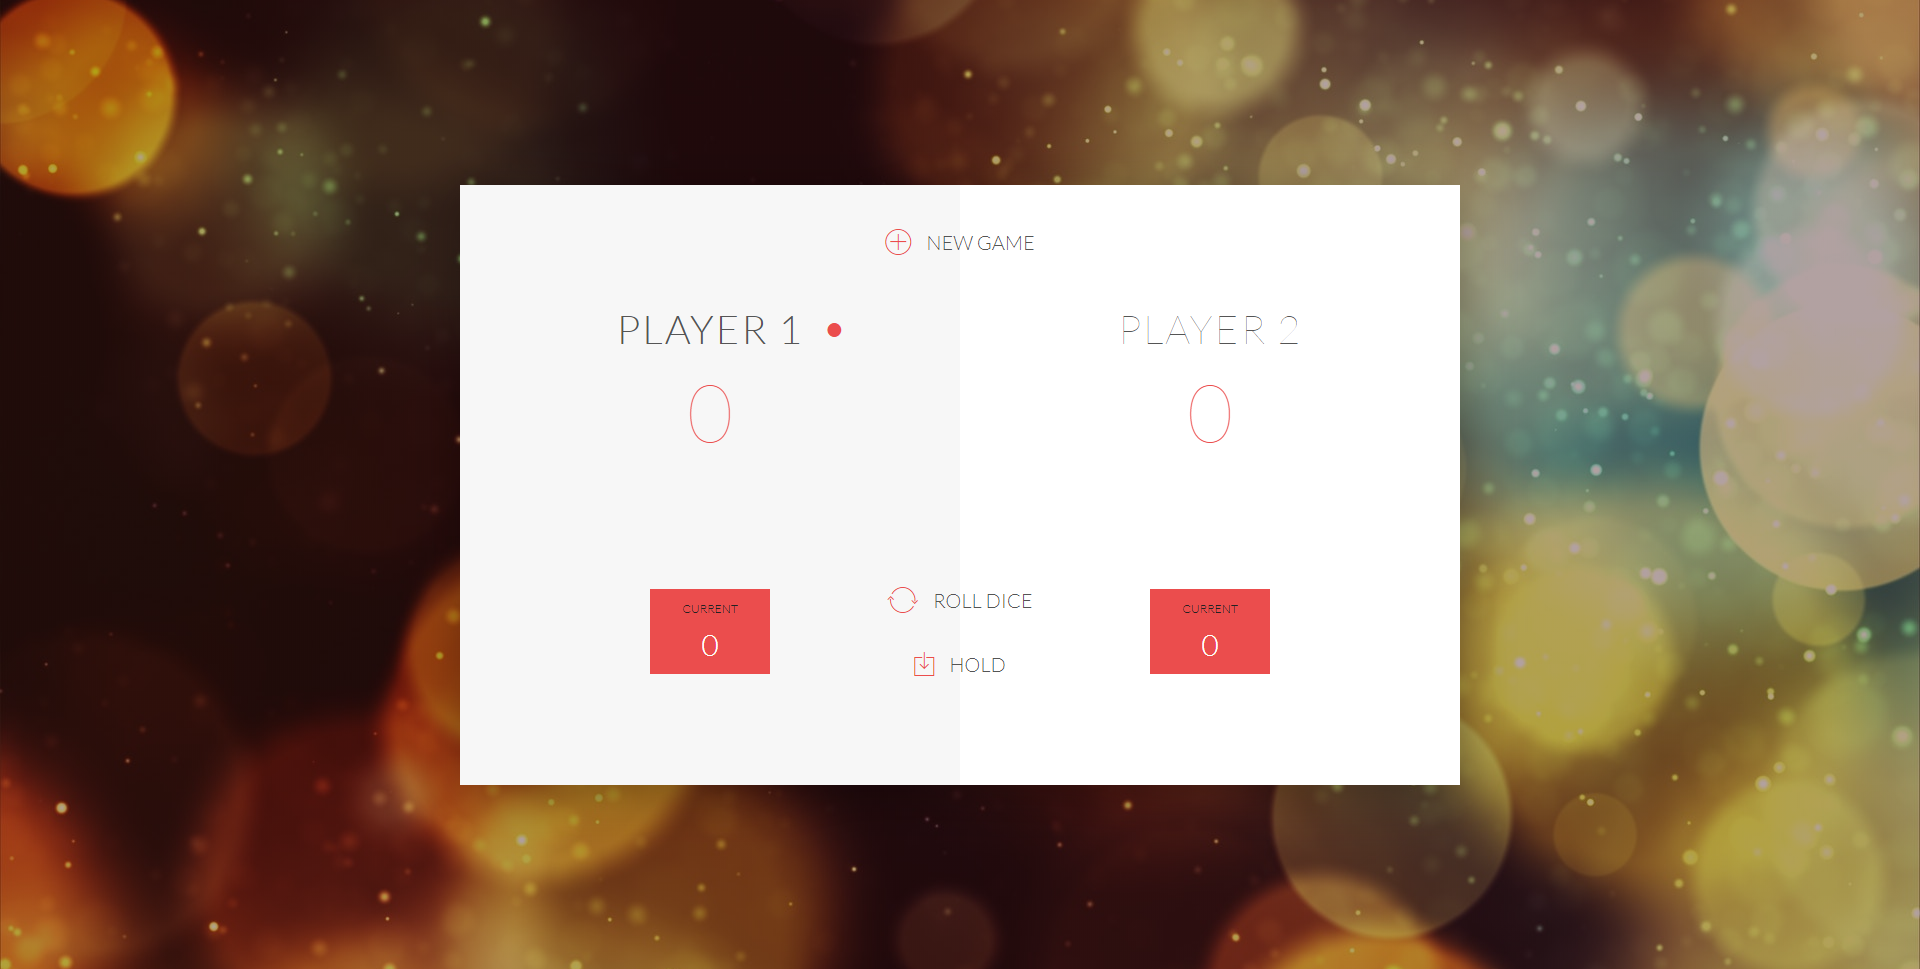 NEW GAME
PLAYER 1
0
PLAYER 2
0
CURRENT
0
ROLL DICE
HOLD
CURRENT
0